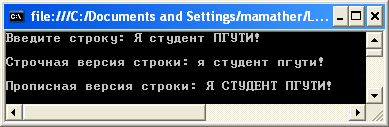 file:///C:/Documents and Settings/mamather/L...
Введите строку: Я студент ПГУТИ!
Строчная версия строки: я студент пгути!
Прописная версия строки: Я СТУДЕНТ ПГУТИ!